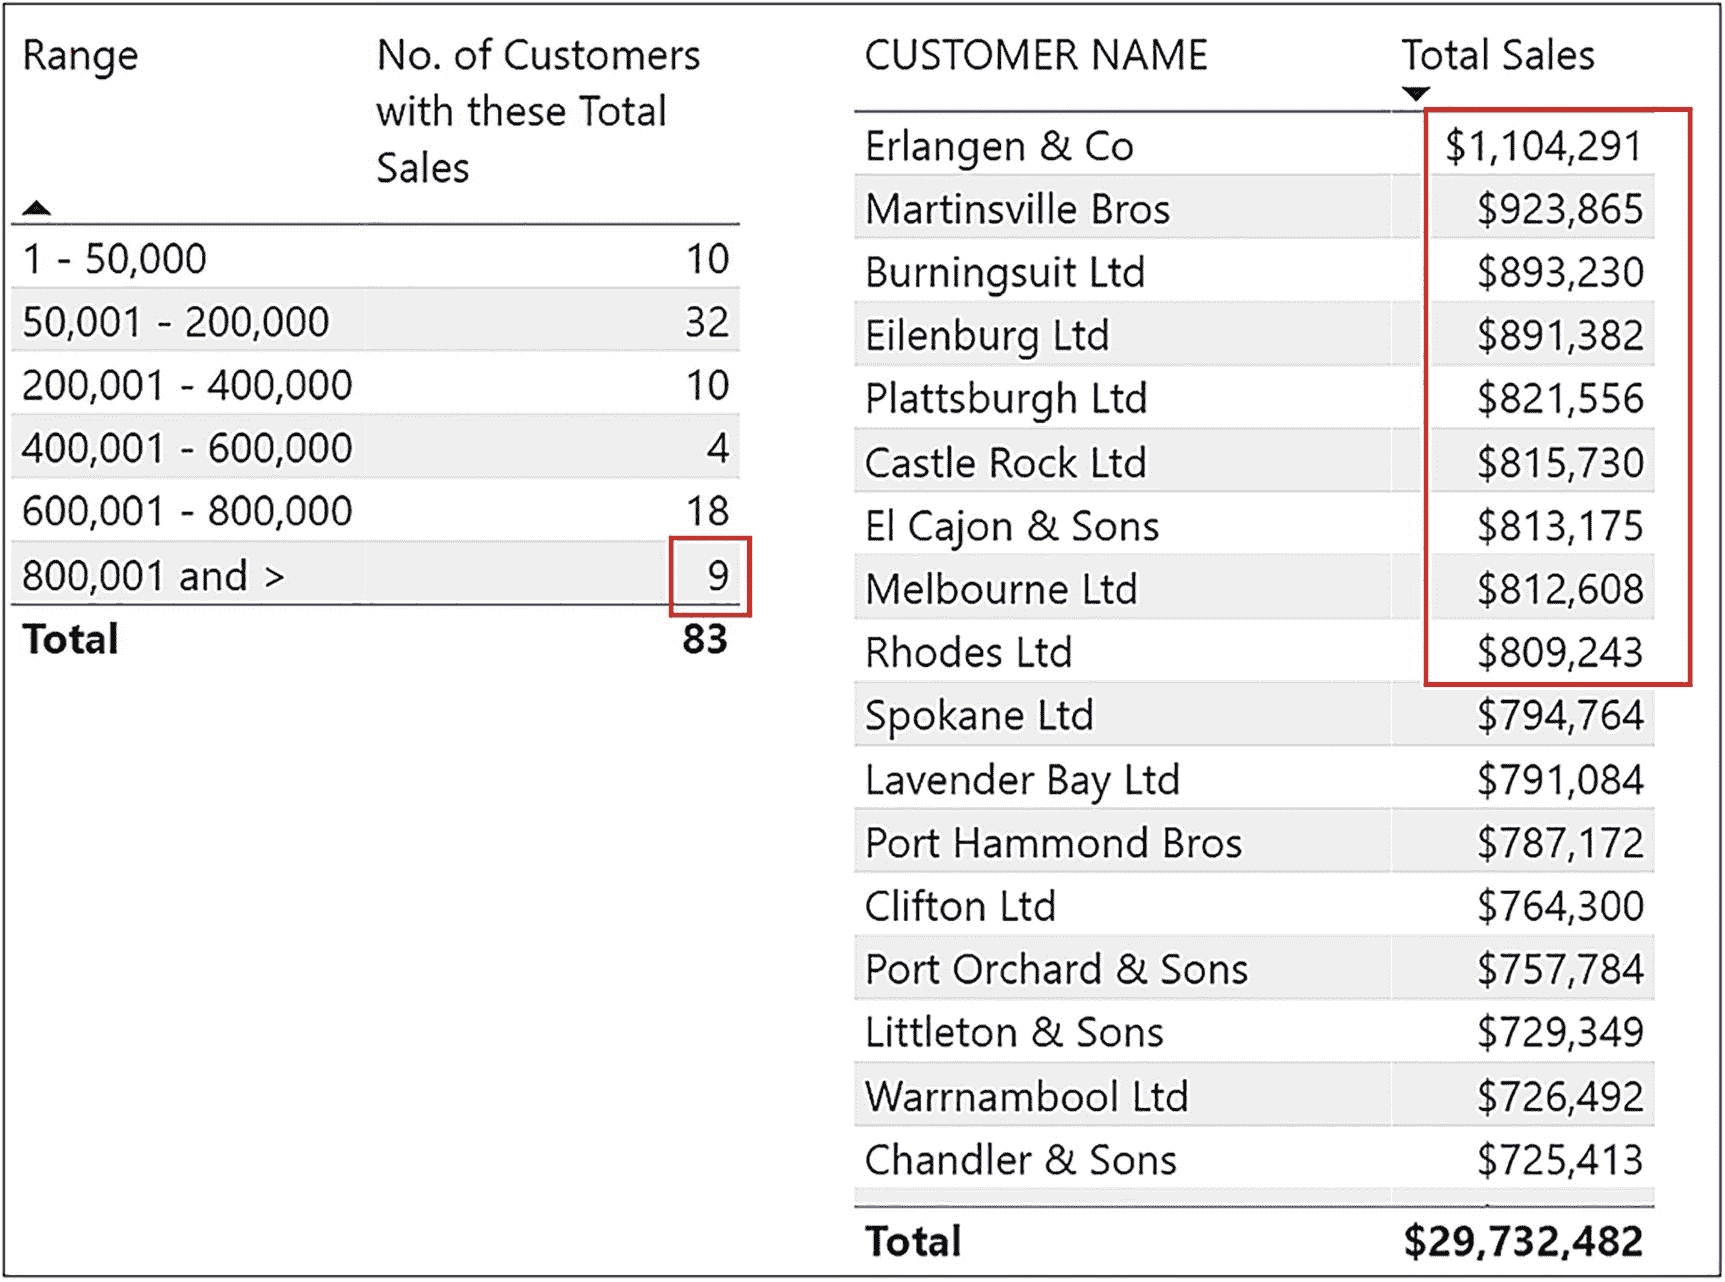 Range No. of Customers
with these Total
Sales
1 - 50,000 10
50,001 - 200,000 32
200,001 - 400,000 10
400,001 - 600,000 4
600,001 - 800,000 18
800,001 and > 9
Total 83
CUSTOMER NAME Total Sales
Erlangen & Co $1,104,291
Martinsville Bros $923,865
Burningsuit Ltd $893,230
Eilenburg Ltd $891,382
Plattsburgh Ltd $821,556
Castle Rock Ltd $815,730
El Cajon & Sons $813,175
Melbourne Ltd $812,608
Rhodes Ltd $809,243
Spokane Ltd $794,764
Lavender Bay Ltd $791,084
Port Hammond Bros $787,172
Clifton Ltd $764,300
Port Orchard & Sons $757,784
Littleton & Sons $729,349
Warrnambool Ltd $726,492
Chandler & Sons $725,413
Total $29,732,482